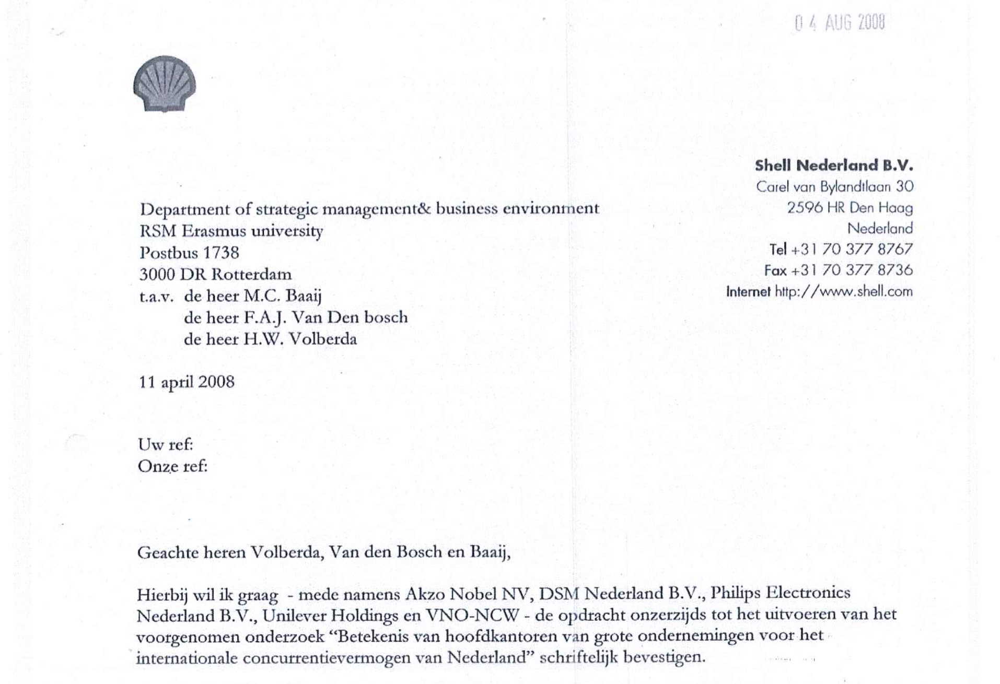 04 AUG 2008
Shell Nederland B.V.
Carel van Bylandtlaan 30
2596 HR Den Haag
Nederland
Tel +31 70 377 8767
Fax +31 70 377 8736
Internet http://www.shell.com
Department of strategic management& business environment
RSM Erasmus university
Postbus 1738
3000 DR Rotterdam
t.a.v. de heer M.C. Baaij
de heer F.A.J. Van Den bosch
de heer H.W. Volberda
11 april 2008
Uw ref:
Onze ref:
Geachte heren Volberda, Van den Bosch en Baaij,
Hierbij wil ik graag - mede namens Akzo Nobel NV, DSM Nederland B.V., Philips Electronics
Nederland B.V., Unilever Holdings en VNO-NCW - de opdracht onzerzijds tot het uitvoeren van het
voorgenomen onderzoek “Betekenis van hoofdkantoren van grote ondernemingen voor het
internationale concurrentievermogen van Nederland” schriftelijk bevestigen.